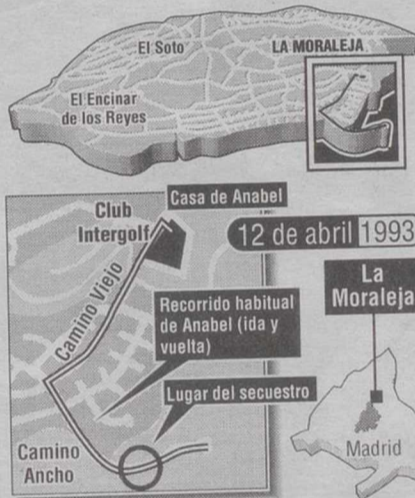 El Soto
LA MORALEJA
El Encinar
de los Reyes
Casa de Anabel
Club
Intergolf
12 de abril 1993
Camino Viejo
La
Moraleja
Recorrido habitual
de Anabel (ida y
vuelta)
Lugar del secuestro
Camino
Ancho
Madrid